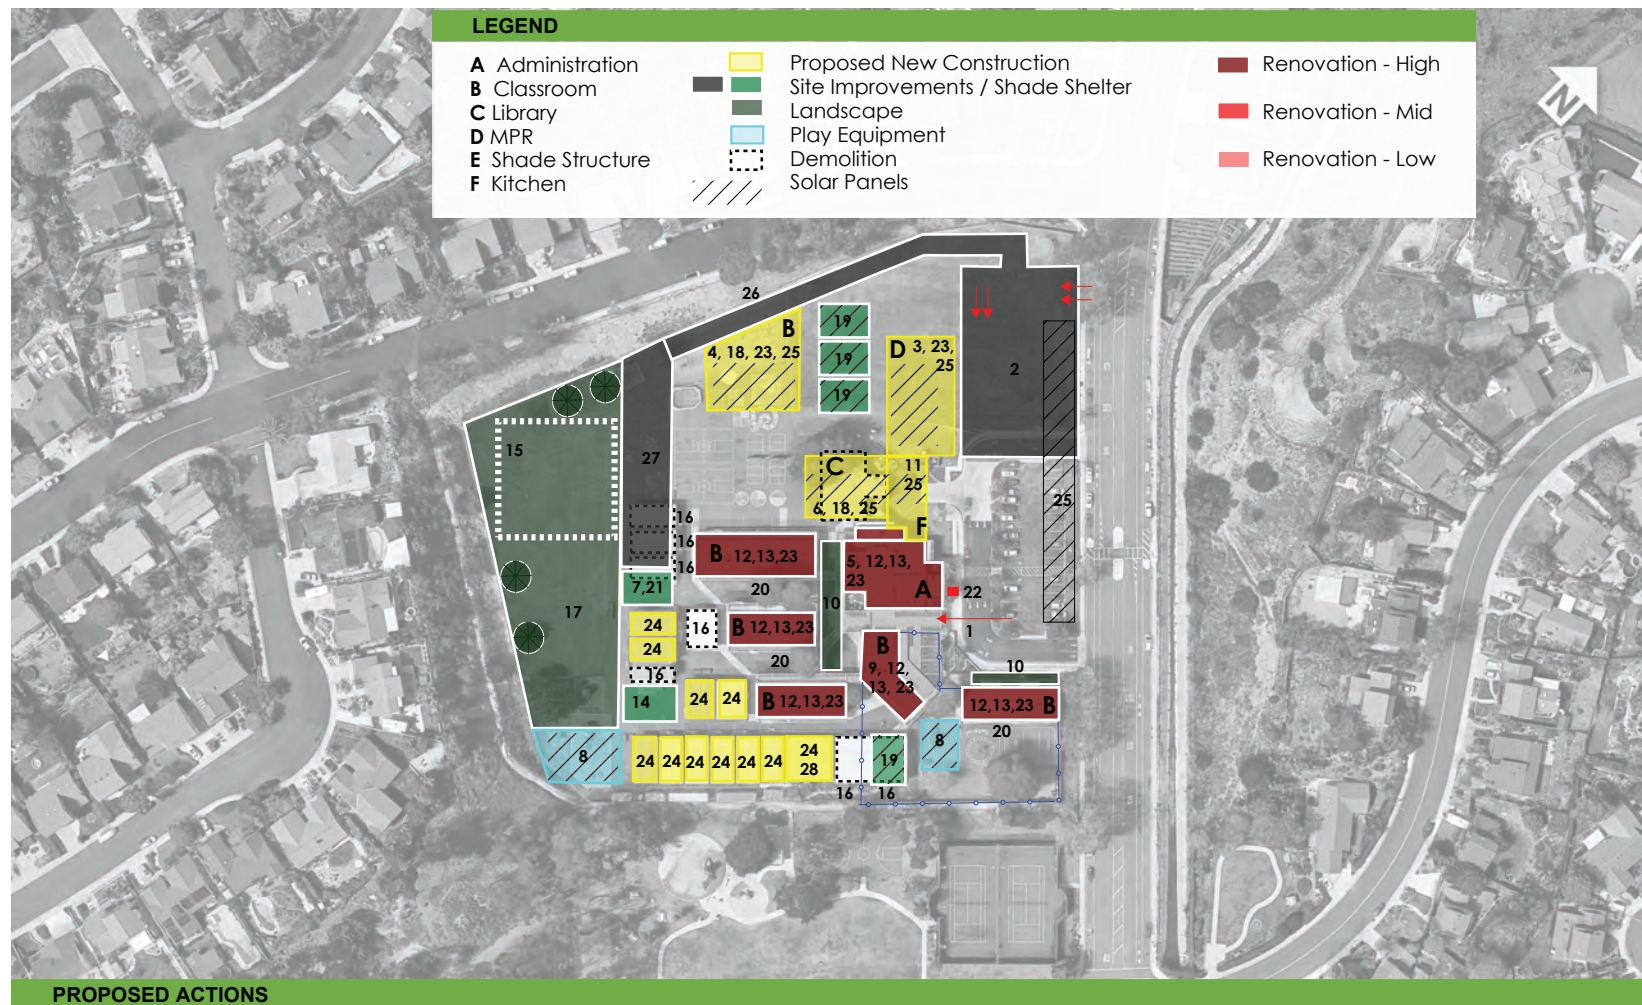 LEGEND
A Administration
B Classroom
C Library
D MPR
E Shade Structure
F Kitchen
Proposed New Construction
Site Improvements / Shade Shelter
Landscape
Play Equipment
Demolition
Solar Panels
Renovation - High
Renovation - Mid
Renovation - Low
N
26
B
4, 18, 23, 25
19
19
19
D 3, 23,
25
2
15
27
C
11
25
6, 18, 25
F
25
16
16
16
B 12,13,23
5, 12,13,
23
A
22
7,21
20
10
1
17
24
24
16
B 12,13,23
20
B
9, 12,
13, 23
10
16
14
24
24
B 12,13,23
12,13,23 B
20
8
24
24
24
24
24
24
24
28
19
8
16
16
PROPOSED ACTIONS